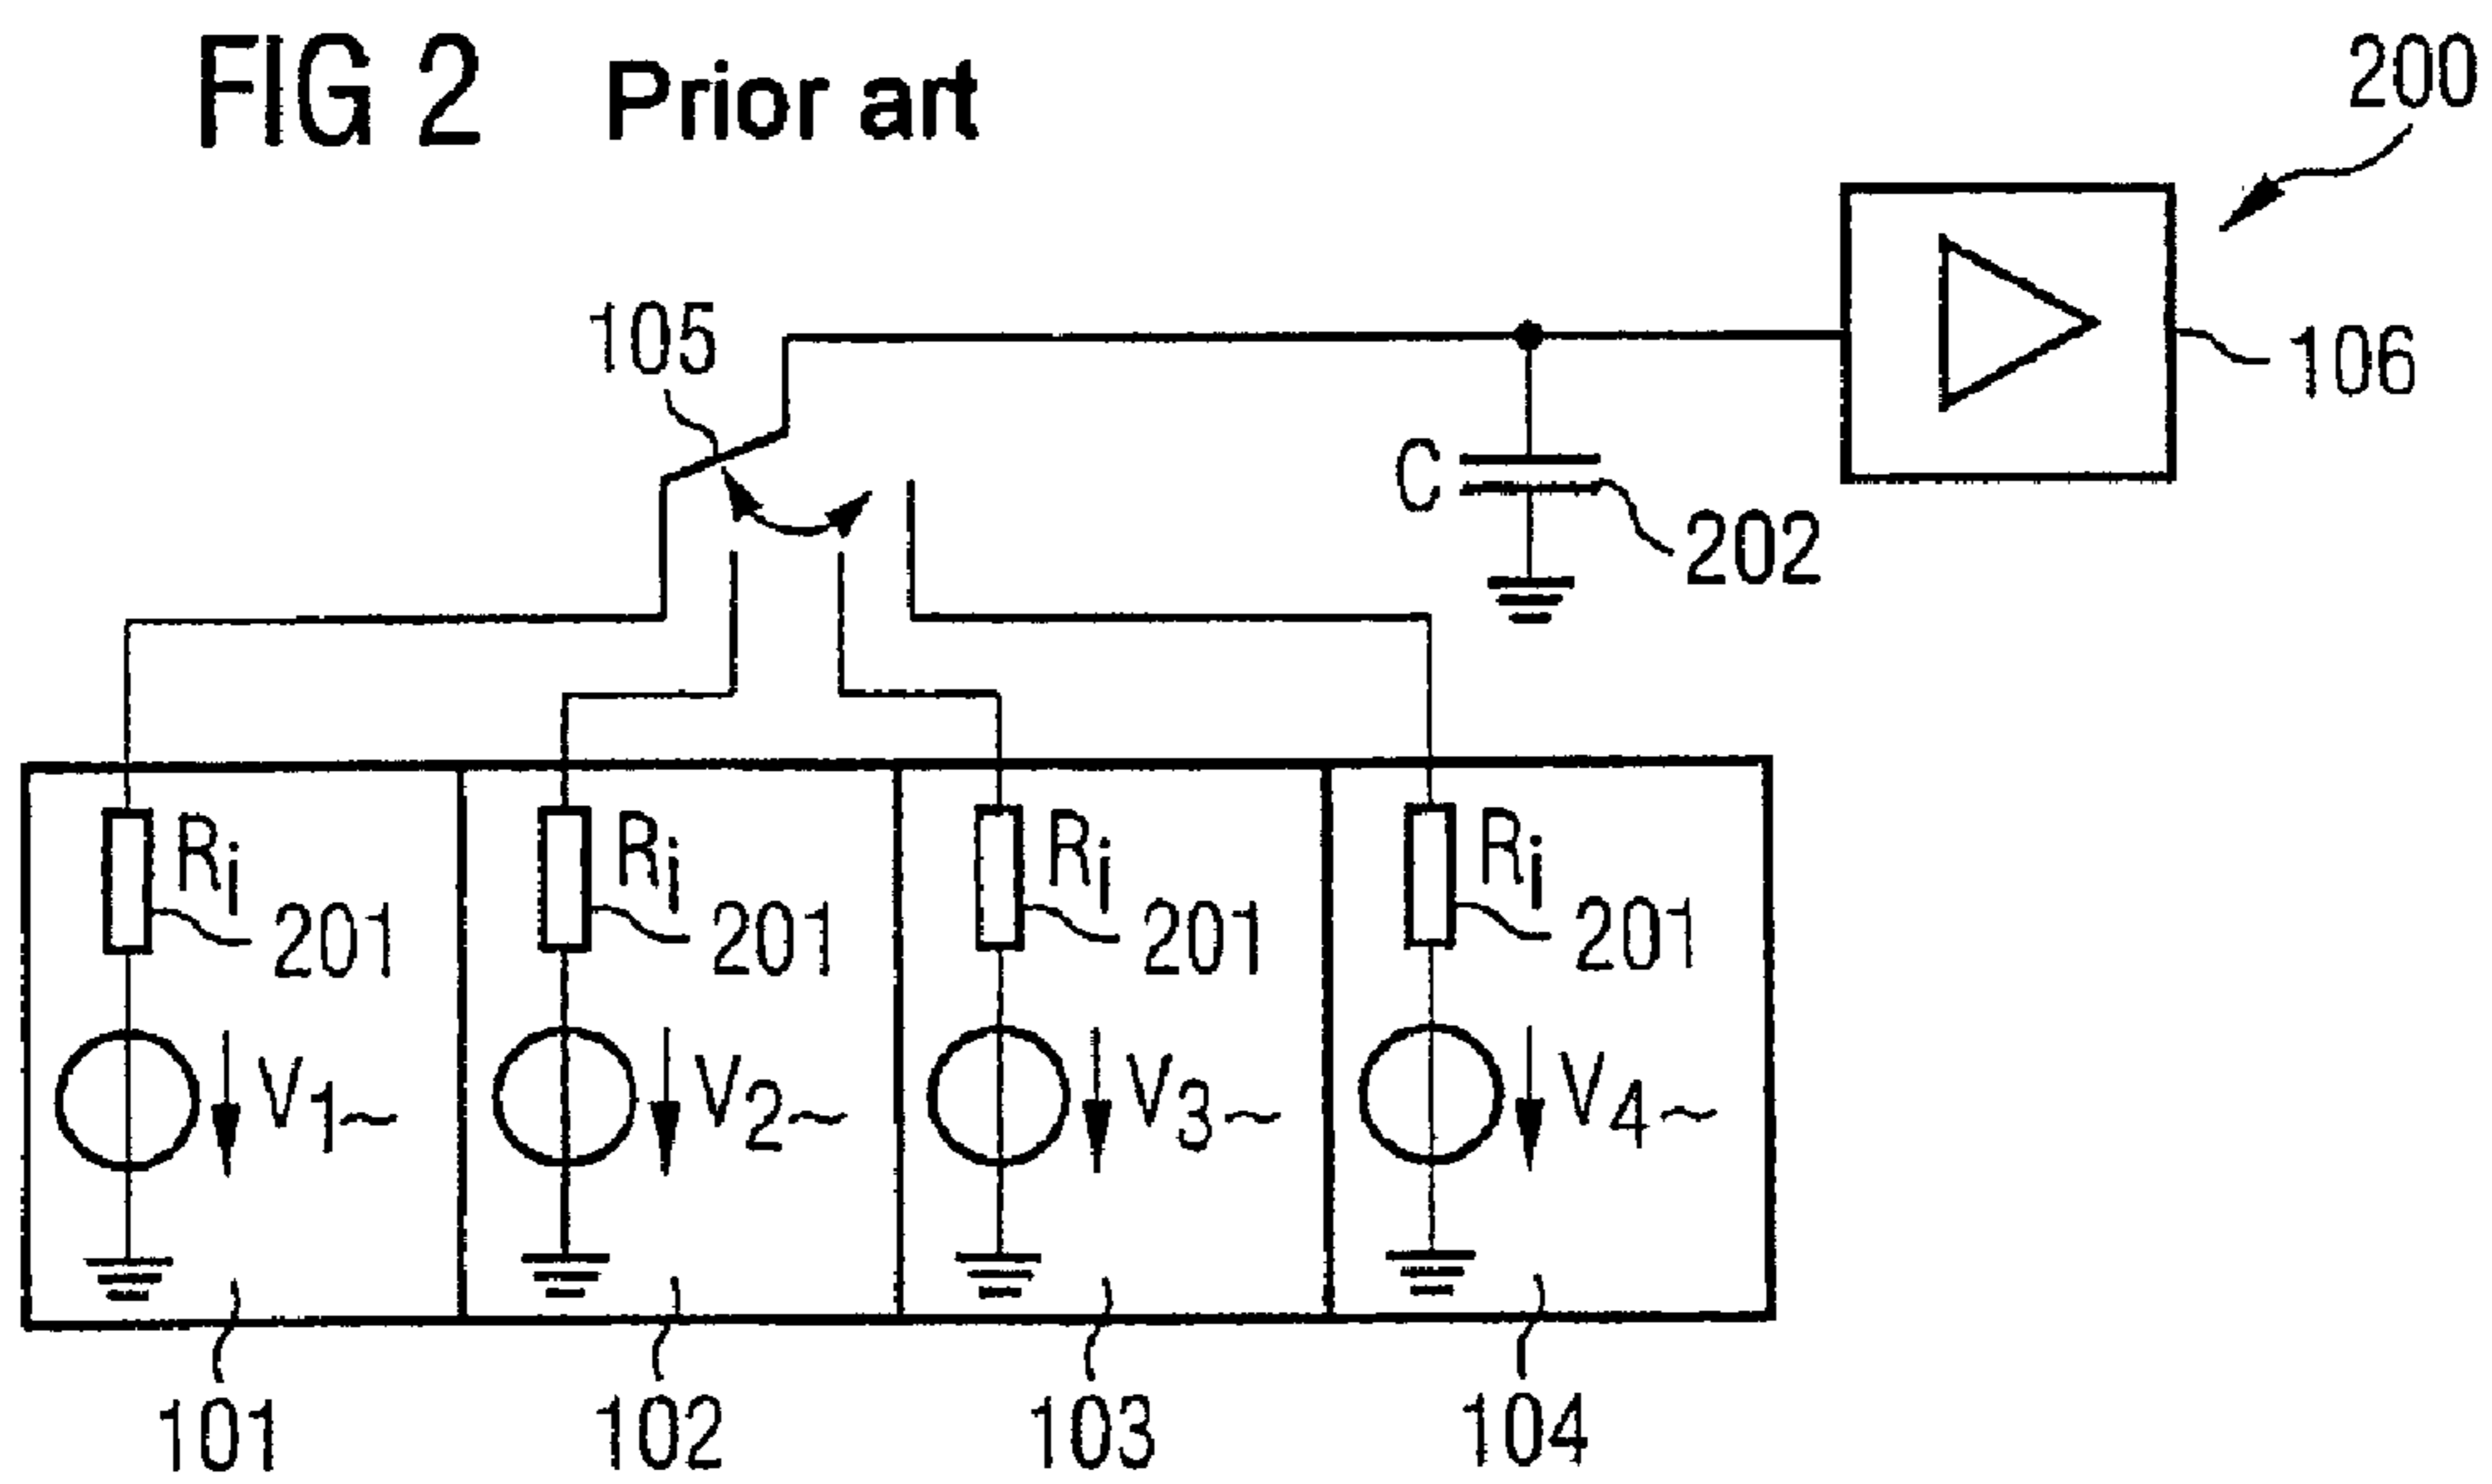 FIG 2 Prior art
200
105
106
C
202
Ri Ri Ri Ri
201 201 201 201
V1~ V2~ V3~ V4~
101 102 103 104